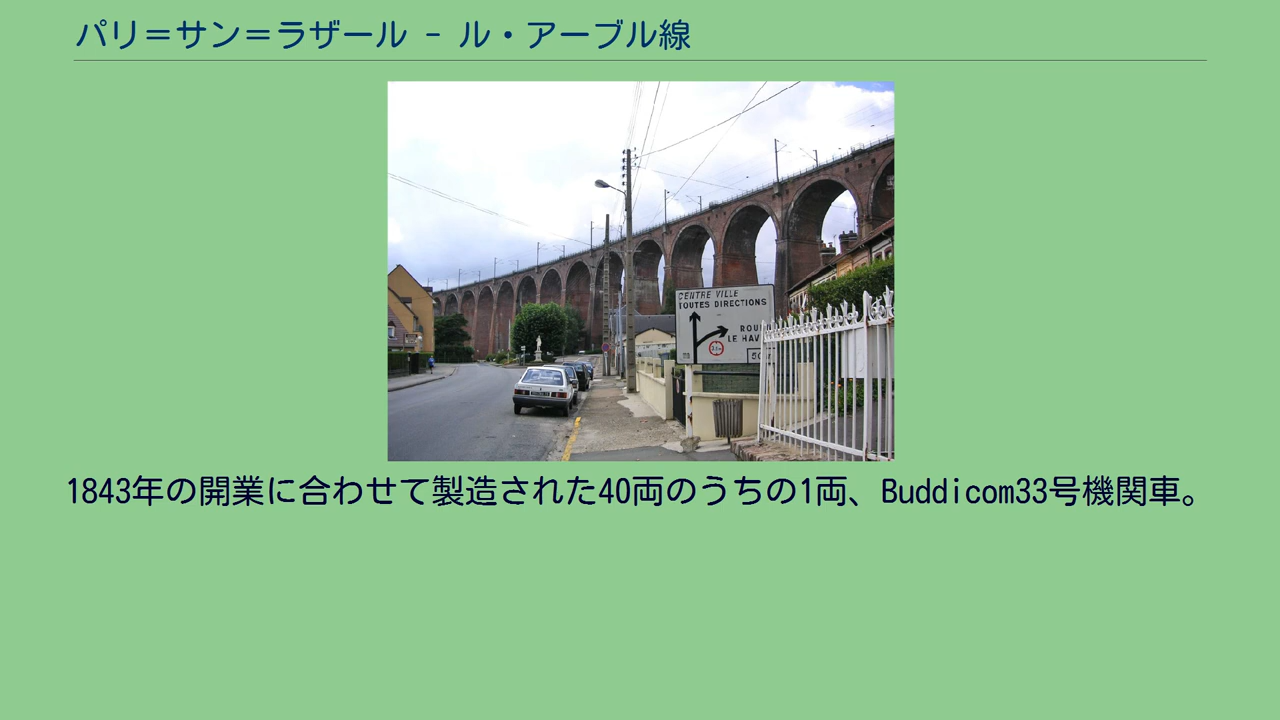 パリ＝サン＝ラザール - ル・アーブル線
CENTRE VILLE
TOUTES DIRECTIONS
LE HAV
1843年の開業に合わせて製造された40両のうちの1両、Buddicom33号機関車。